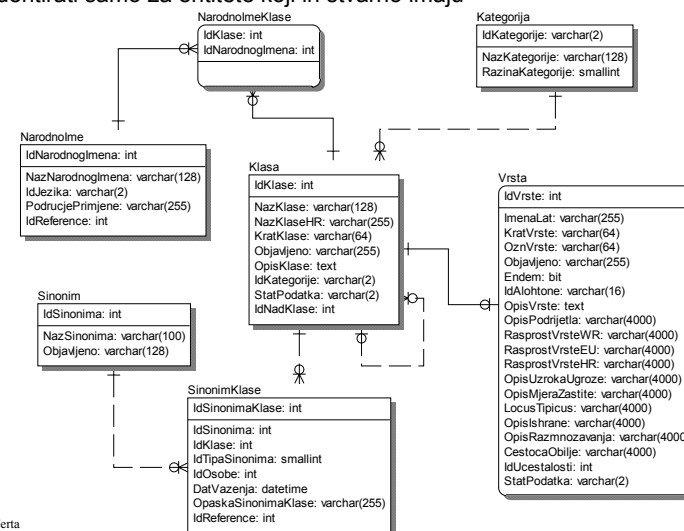 identitete koji ih stvarno imaju
NarodnoImeKlase
IdKlase: int
IdNarodnogImena: int
Kategorija
IdKategorije: varchar(2)
NazKategorije: varchar(128)
RazinaKategorije: smallint
NarodnoIme
IdNarodnogImena: int
NazNarodnogImena: varchar(128)
IdJezika: varchar(2)
PodrucjePrimjene: varchar(255)
IdReference: int
Klasa
IdKlase: int
NazKlase: varchar(128)
NazKlaseHR: varchar(255)
KratKlase: varchar(64)
Objavljeno: varchar(255)
OpisKlase: text
IdKategorije: varchar(2)
StatPodatka: varchar(2)
IdNadKlase: int
Vrsta
IdVrste: int
ImenaLat: varchar(255)
KratVrste: varchar(64)
OznVrste: varchar(64)
Objavljeno: varchar(255)
Endem: bit
IdAlohtone: varchar(16)
OpisVrste: text
OpisPodrijetla: varchar(4000)
RasprostVrsteWR: varchar(4000)
RasprostVrsteEU: varchar(4000)
RasprostVrsteHR: varchar(4000)
OpisUzrokaUgroze: varchar(4000)
OpisMjeraZastite: varchar(4000)
LocusTipicus: varchar(4000)
OpisIshrane: varchar(4000)
OpisRazmnozavanja: varchar(4000
CestocaObilje: varchar(4000)
IdUcestalosti: int
StatPodatka: varchar(2)
Sinonim
IdSinonima: int
NazSinonima: varchar(100)
Objavljeno: varchar(128)
SinonimKlase
IdSinonimaKlase: int
IdSinonima: int
IdKlase: int
IdTipaSinonima: smallint
IdOsobe: int
DatVazenja: datetime
OpaskaSinonimaKlase: varchar(255)
IdReference: int